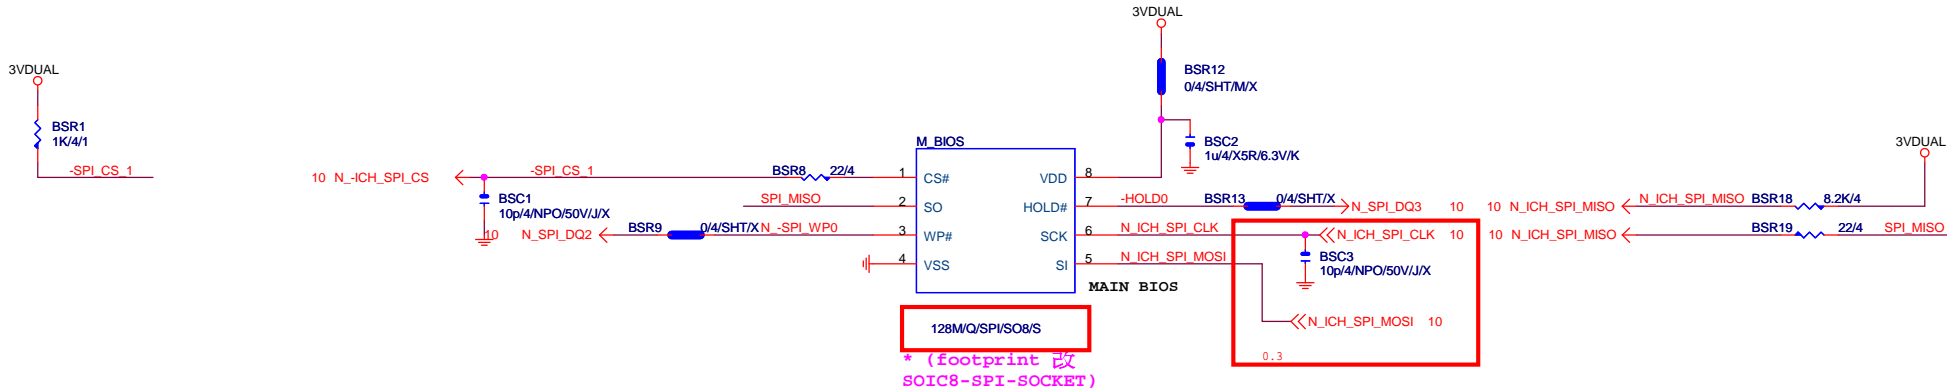 3VDUAL
BSR1
1K/4/1
-SPI_CS_1
10 N_-ICH_SPI_CS
-SPI_CS_1
BSC1
10p/4/NPO/50V/J/X
10 N_SPI_DQ2
BSR8 22/4
SPI_MISO
BSR9 0/4/SHT/X N_-SPI_WP0
M_BIOS
1 CS#
2 SO
3 WP#
4 VSS
VDD 8
HOLD# 7
SCK 6
SI 5
MAIN BIOS
128M/Q/SPI/SO8/S
* (footprint 改
SOIC8-SPI-SOCKET)
3VDUAL
BSR12
0/4/SHT/M/X
BSC2
1u/4/X5R/6.3V/K
-HOLD0 BSR13 0/4/SHT/X N_SPI_DQ3 10
N_ICH_SPI_CLK N_ICH_SPI_CLK 10
BSC3
10p/4/NPO/50V/J/X
N_ICH_SPI_MOSI
N_ICH_SPI_MOSI 10
0.3
3VDUAL
10 N_ICH_SPI_MISO N_ICH_SPI_MISO BSR18 8.2K/4
10 N_ICH_SPI_MISO BSR19 22/4 SPI_MISO